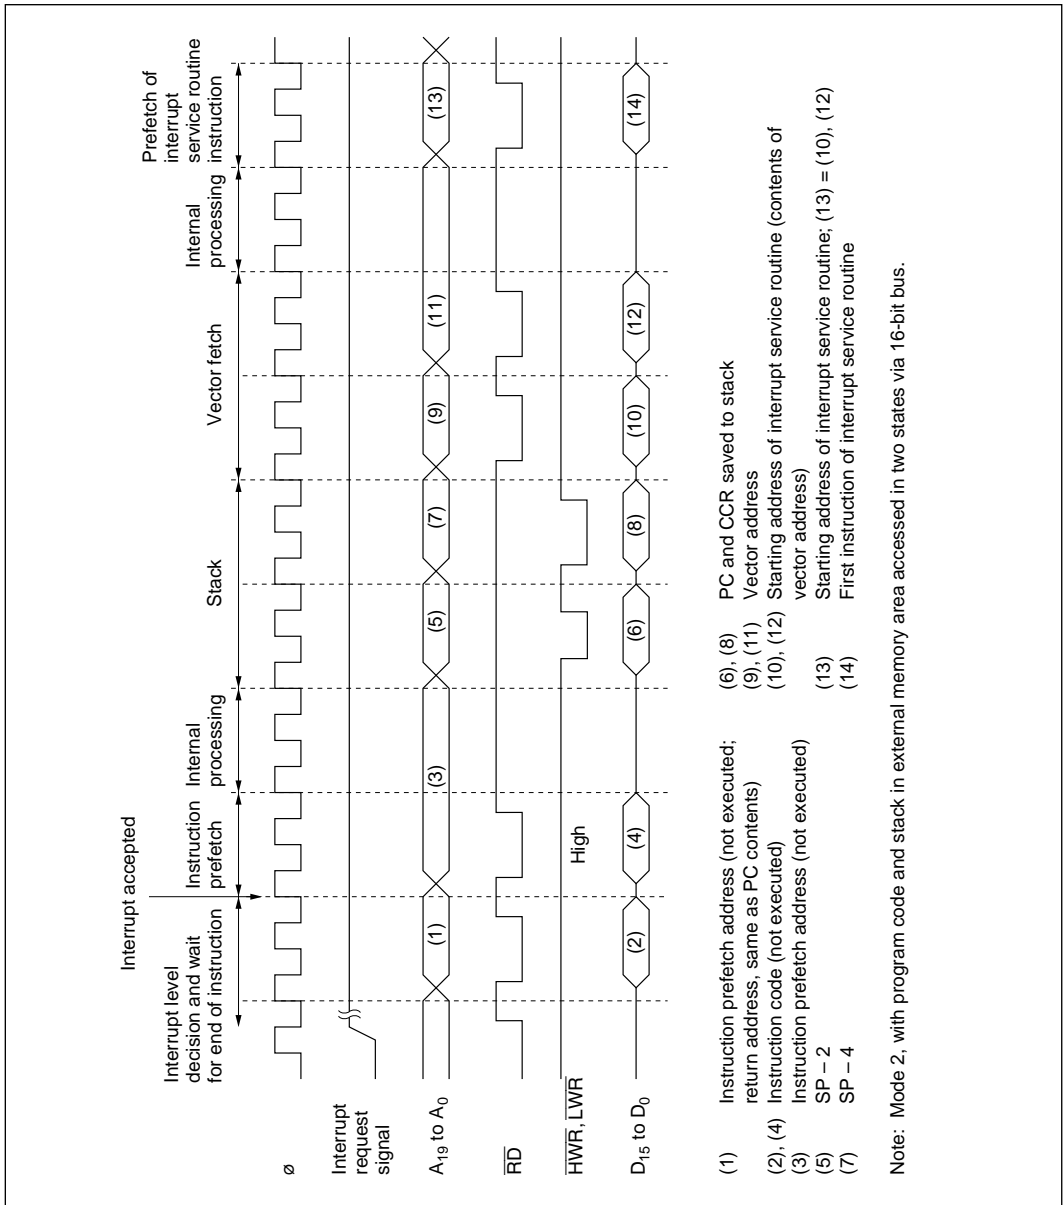 Interrupt accepted
Interrupt level
decision and wait
for end of instruction
Instruction
prefetch
Internal
processing
Stack
Vector fetch
Internal
processing
Prefetch of
interrupt
service routine
instruction
ø
Interrupt
request
signal
A19 to A0
(1)
(3)
(5)
(7)
(9)
(11)
(13)
RD
HWR, LWR
High
D15 to D0
(2)
(4)
(6)
(8)
(10)
(12)
(14)
(1) Instruction prefetch address (not executed;
return address, same as PC contents)
(2), (4) Instruction code (not executed)
(3) Instruction prefetch address (not executed)
(5) SP – 2
(7) SP – 4
(6), (8) PC and CCR saved to stack
(9), (11) Vector address
(10), (12) Starting address of interrupt service routine (contents of
vector address)
(13) Starting address of interrupt service routine; (13) = (10), (12)
(14) First instruction of interrupt service routine
Note: Mode 2, with program code and stack in external memory area accessed in two states via 16-bit bus.